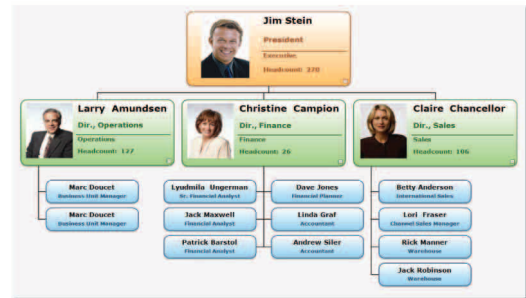 Jim Stein
President
Executive
Headcount: 370
Larry Amundsen
Dir., Operations
Operations
Headcount: 127
Christine Campion
Dir., Finance
Finance
Headcount: 26
Claire Chancellor
Dir., Sales
Sales
Headcount: 106
Marc Doucet
Business Unit Manager
Marc Doucet
Business Unit Manager
Lyudmila Ungerman
Sr. Financial Analyst
Jack Maxwell
Financial Analyst
Patrick Barstol
Financial Analyst
Dave Jones
Financial Planner
Linda Graf
Accountant
Andrew Siler
Accountant
Betty Anderson
International Sales
Lori Fraser
Channel Sales Manager
Rick Manner
Warehouse
Jack Robinson
Warehouse